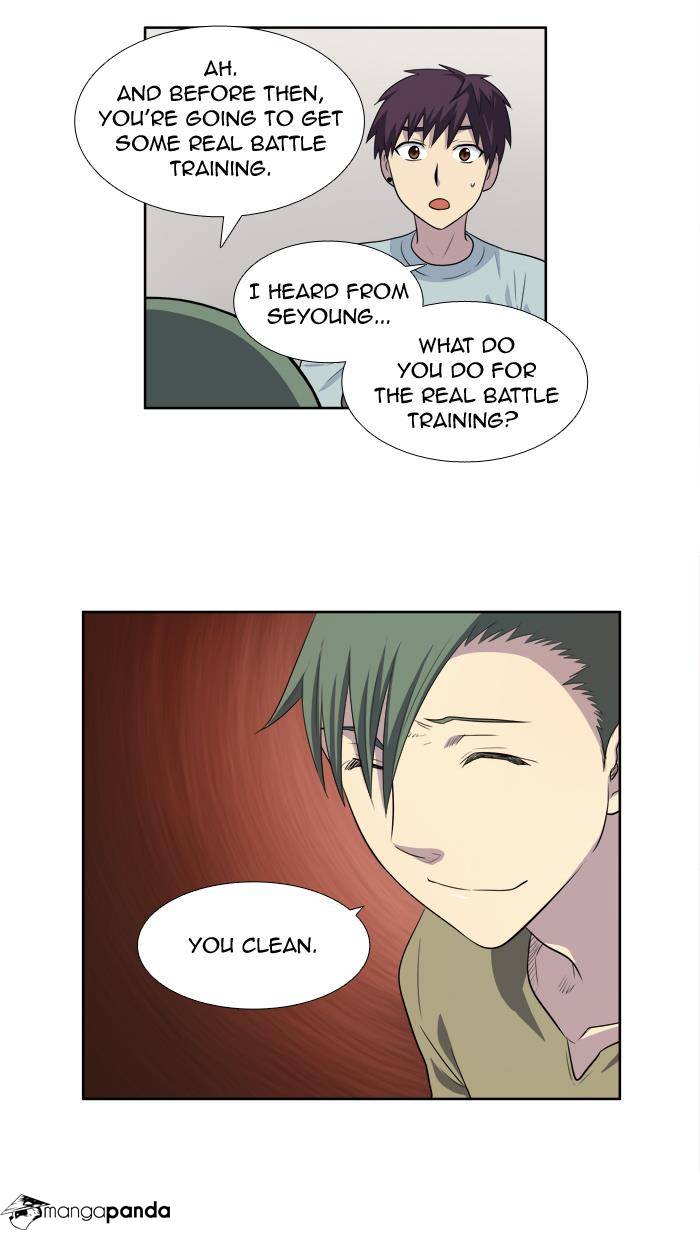 AH.
AND BEFORE THEN,
YOU'RE GOING TO GET
SOME REAL BATTLE
TRAINING.
I HEARD FROM
SEYOUNG...
WHAT DO
YOU DO FOR
THE REAL BATTLE
TRAINING?
YOU CLEAN.
mangapanda